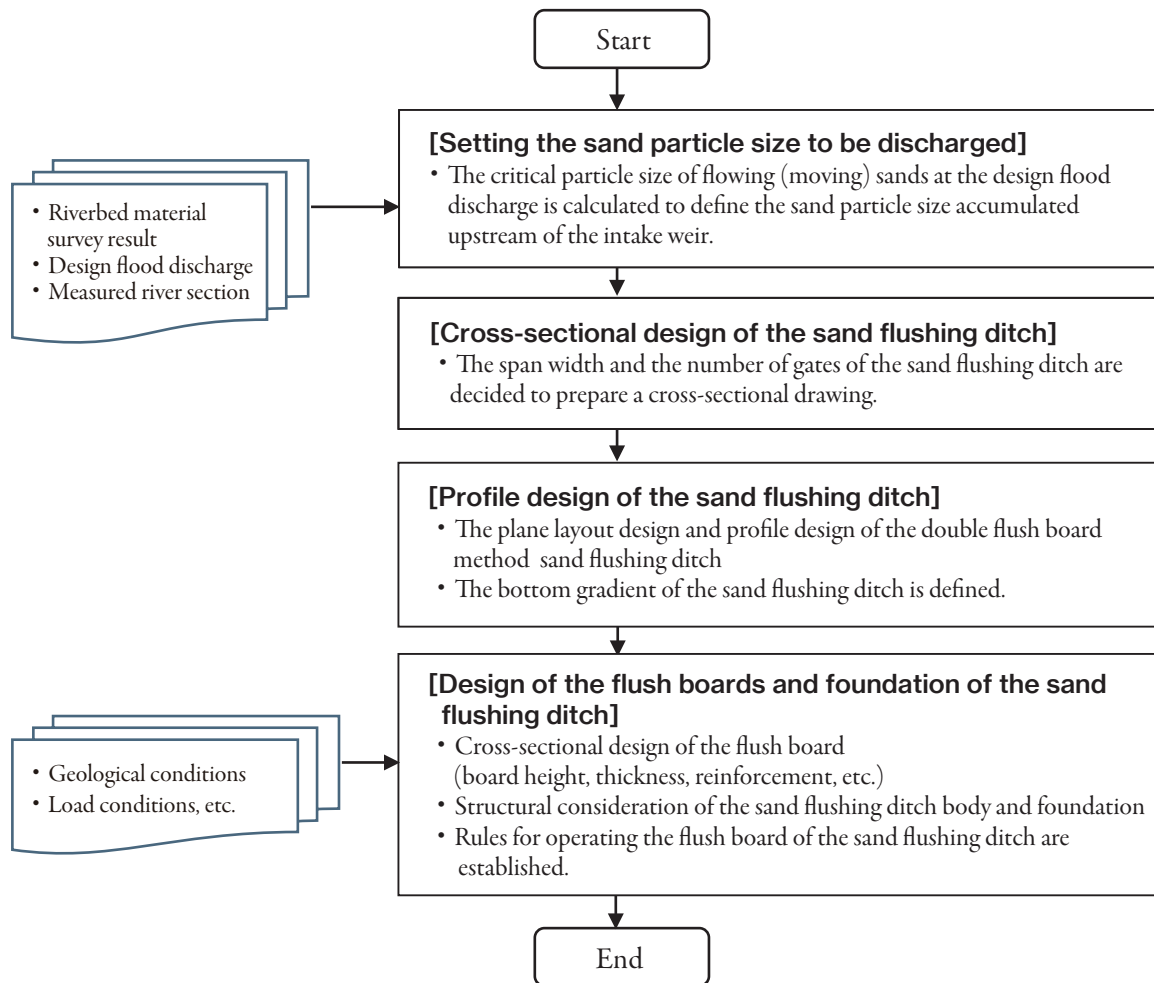 Start
[Setting the sand particle size to be discharged]
• The critical particle size of flowing (moving) sands at the design flood
discharge is calculated to define the sand particle size accumulated
upstream of the intake weir.
• Riverbed material
survey result
• Design flood discharge
• Measured river section
[Cross-sectional design of the sand flushing ditch]
• The span width and the number of gates of the sand flushing ditch are
decided to prepare a cross-sectional drawing.
[Profile design of the sand flushing ditch]
• The plane layout design and profile design of the double flush board
method sand flushing ditch
• The bottom gradient of the sand flushing ditch is defined.
[Design of the flush boards and foundation of the sand
flushing ditch]
• Cross-sectional design of the flush board
(board height, thickness, reinforcement, etc.)
• Structural consideration of the sand flushing ditch body and foundation
• Rules for operating the flush board of the sand flushing ditch are
established.
• Geological conditions
• Load conditions, etc.
End